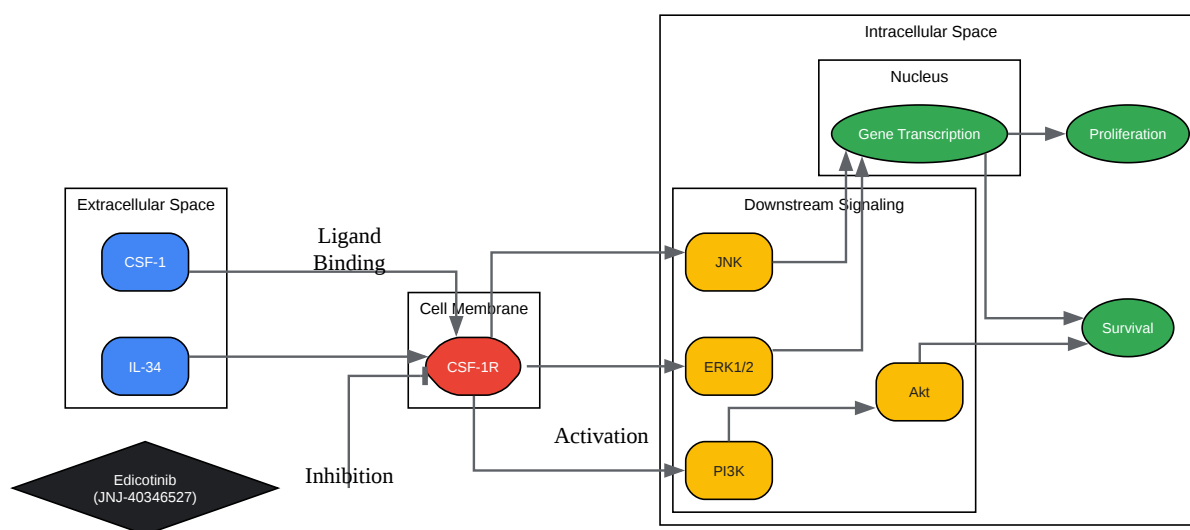 Intracellular Space
Nucleus
Gene Transcription
Proliferation
Extracellular Space
CSF-1
IL-34
Ligand
Binding
Cell Membrane
CSF-1R
Downstream Signaling
JNK
ERK1/2
Akt
PI3K
Survival
Activation
Inhibition
Edicotinib
(JNJ-40346527)